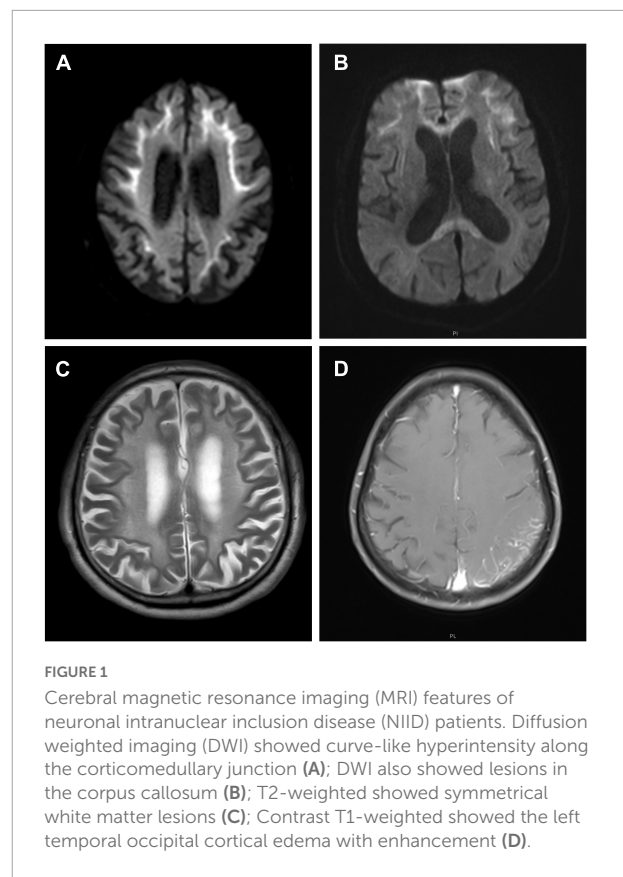 A
B
PI
C
D
PL
FIGURE 1
Cerebral magnetic resonance imaging (MRI) features of
neuronal intranuclear inclusion disease (NIID) patients. Diffusion
weighted imaging (DWI) showed curve-like hyperintensity along
the corticomedullary junction (A); DWI also showed lesions in
the corpus callosum (B); T2-weighted showed symmetrical
white matter lesions (C); Contrast T1-weighted showed the left
temporal occipital cortical edema with enhancement (D).